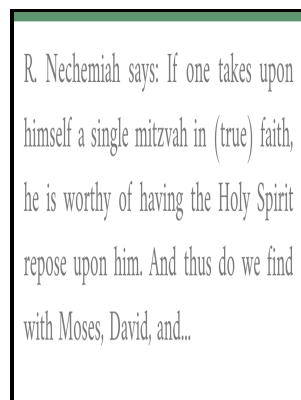 R. Nechemiah says: If one takes upon
himself a single mitzvah in (true) faith,
he is worthy of having the Holy Spirit
repose upon him. And thus do we find
with Moses, David, and...